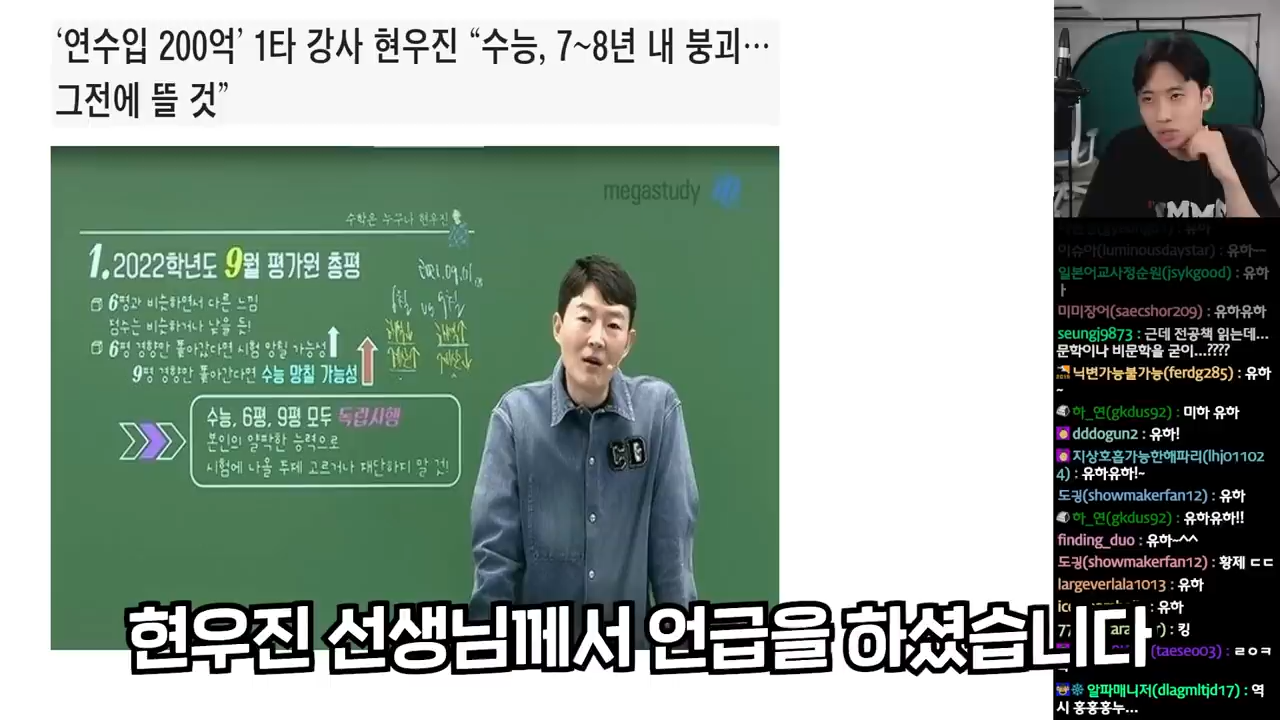 ‘연수입 200억’ 1타 강사 현우진 “수능, 7~8년 내 붕괴…
그전에 뜰 것”
megastudy
수학은 누구나 현우진
1.2022학년도 9월 평가원 총평
6평과 비슷하면서 다른 느낌
점수는 비슷하거나 낮을 듯!
6평 경향만 쫓아갔다면 시험 망칠 가능성
9평 경향만 쫓아간다면 수능 망칠 가능성
수능, 6평, 9평 모두 독립시행
본인의 얄팍한 능력으로
시험에 나올 주제 고르거나 재단하지 말 것!
vs
CD
현우진 선생님께서 언급을 하셨습니다
이슈아(luminousdaystar) : 유하~
일본어교사정순원(jsykgood) : 유하
ㅏ
미미장어(saecshor209) : 유하유하
seungj9873 : 근데 전공책 읽는데...
문학이나 비문학을 굳이...????
닉변가능불가능(ferdg285) : 유하
~
하_연(gkdus92) : 미하 유하
dddogun2 : 유하!
지상호흡가능한해파리(lhj01102
4) : 유하유하!~
도귕(showmakerfan12) : 유하
하_연(gkdus92) : 유하유하!!
finding_duo : 유하~^^
도귕(showmakerfan12) : 황제 ㄷㄷ
largeverlala1013 : 유하
: 유하
: 킹
(taeseo03) : ㄹㅇㅋ
알파매니저(dlagmltjd17) : 역
시 홍홍홍누...